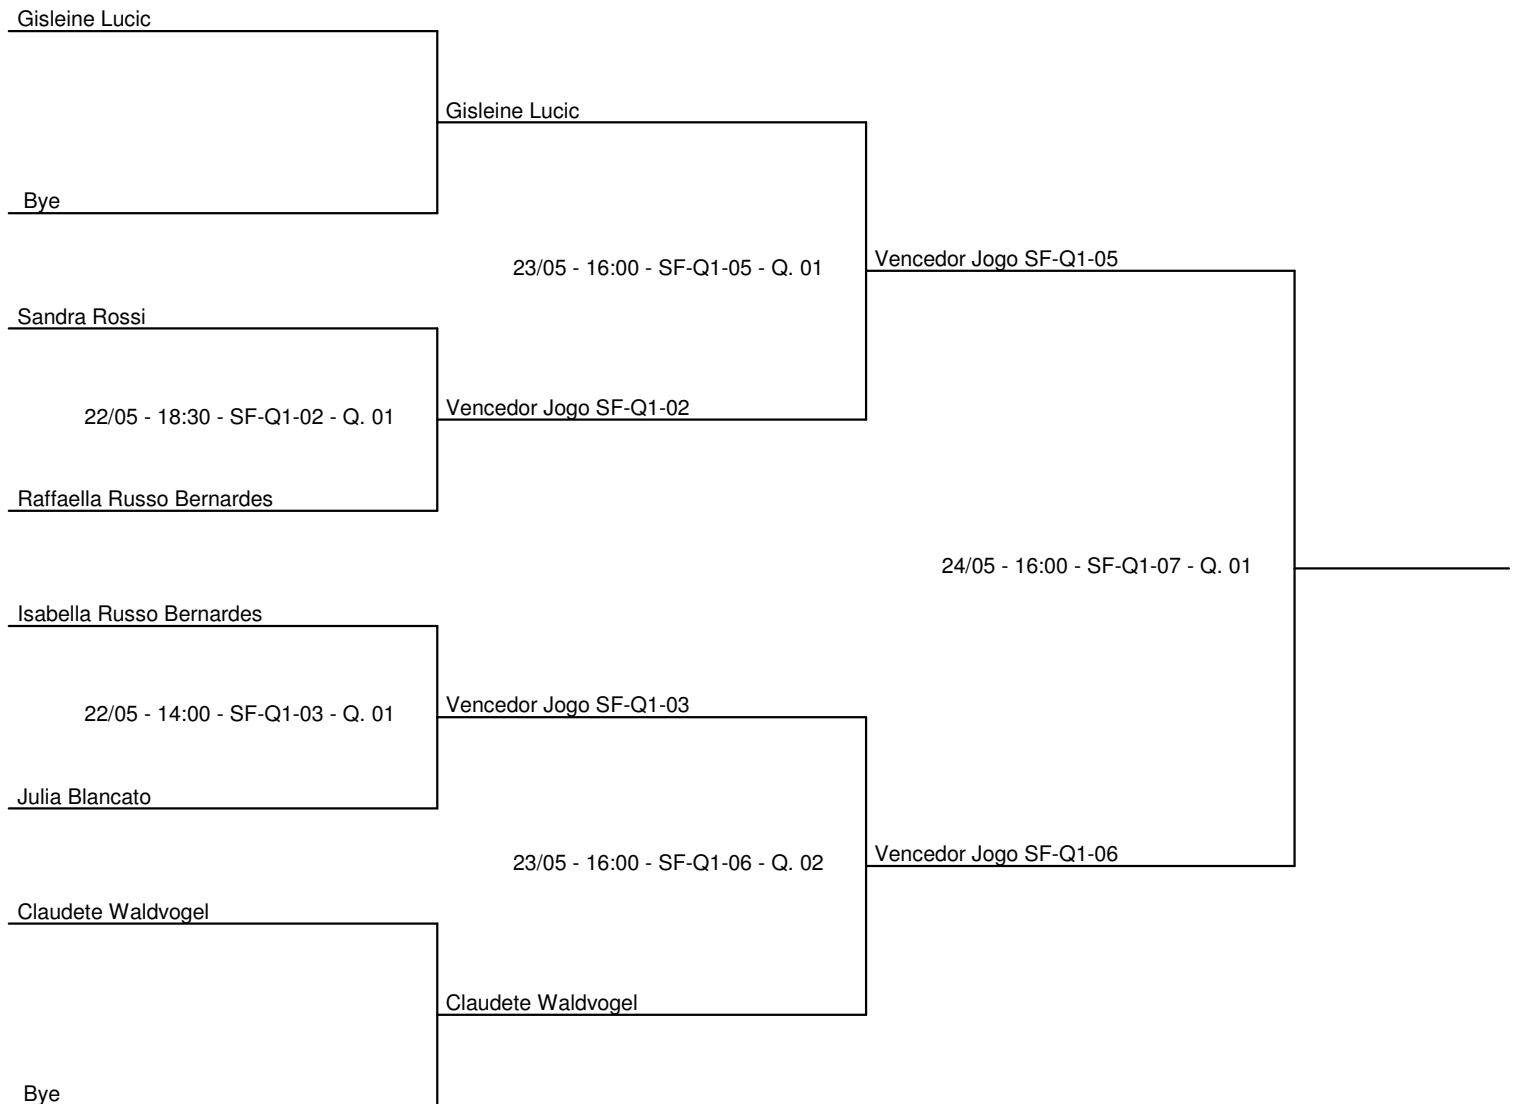 Gisleine Lucic
Gisleine Lucic
Bye
23/05 - 16:00 - SF-Q1-05 - Q. 01
Vencedor Jogo SF-Q1-05
Sandra Rossi
22/05 - 18:30 - SF-Q1-02 - Q. 01
Vencedor Jogo SF-Q1-02
Raffaella Russo Bernardes
24/05 - 16:00 - SF-Q1-07 - Q. 01
Isabella Russo Bernardes
22/05 - 14:00 - SF-Q1-03 - Q. 01
Vencedor Jogo SF-Q1-03
Julia Blancato
23/05 - 16:00 - SF-Q1-06 - Q. 02
Vencedor Jogo SF-Q1-06
Claudete Waldvogel
Claudete Waldvogel
Bye